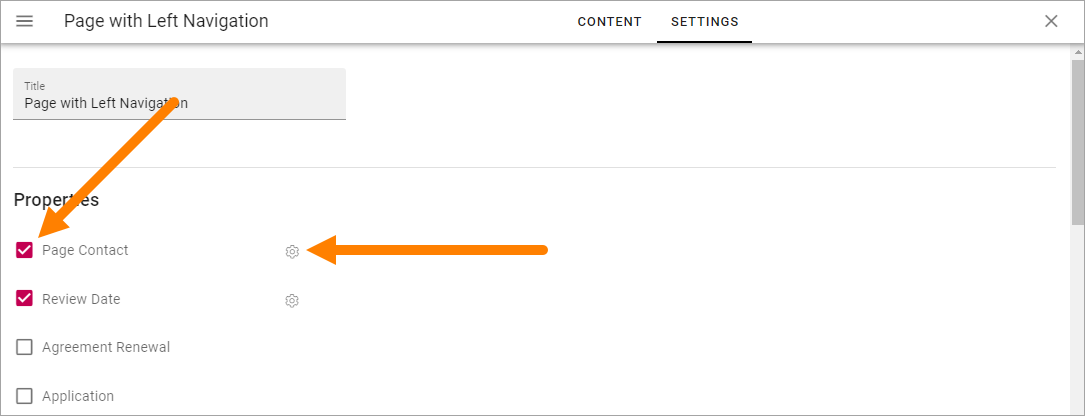 Page with Left Navigation
CONTENT
SETTINGS
Title
Page with Left Navigation
Properties
Page Contact
Review Date
Agreement Renewal
Application